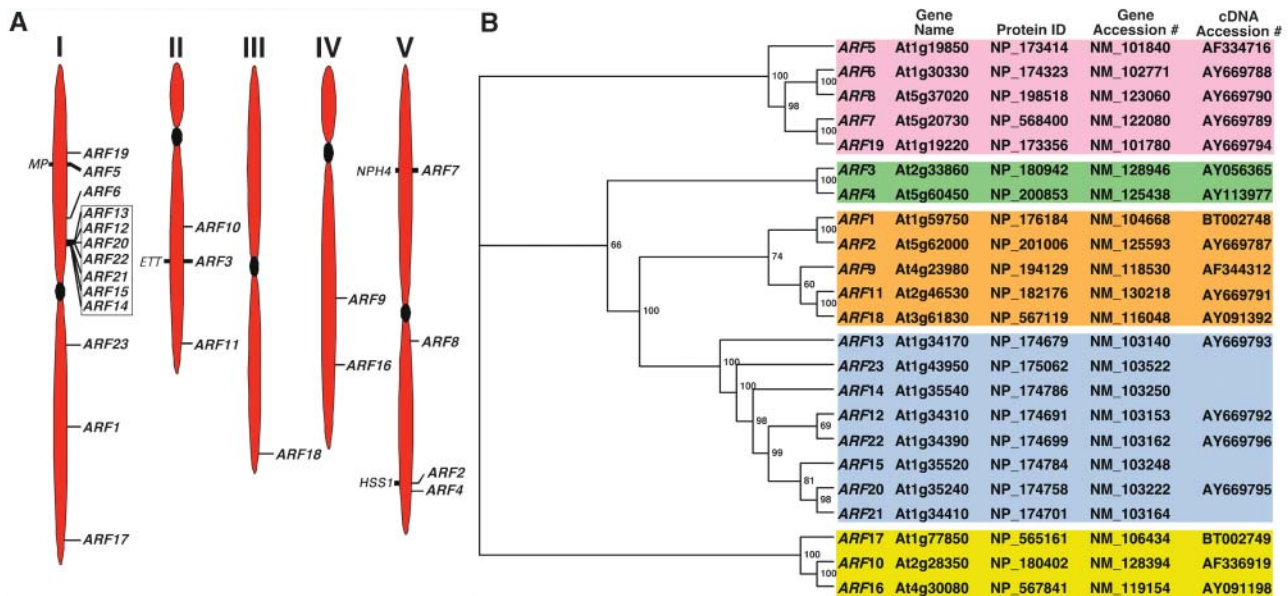 A
I II III IV V
ARF19
MP
ARF5
ARF6
ARF13
ARF12
ARF20
ARF22
ARF21
ARF15
ARF14
ARF23
ARF1
ARF17
ARF10
ETT
ARF3
ARF11
ARF18
ARF9
ARF16
NPH4
ARF7
ARF8
HSS1
ARF2
ARF4
B
Gene Name Protein ID Gene Accession # cDNA Accession #
ARF5 At1g19850 NP_173414 NM_101840 AF334716
ARF6 At1g30330 NP_174323 NM_102771 AY669788
ARF8 At5g37020 NP_198518 NM_123060 AY669790
ARF7 At5g20730 NP_568400 NM_122080 AY669789
ARF19 At1g19220 NP_173356 NM_101780 AY669794
ARF3 At2g33860 NP_180942 NM_128946 AY056365
ARF4 At5g60450 NP_200853 NM_125438 AY113977
ARF1 At1g59750 NP_176184 NM_104668 BT002748
ARF2 At5g62000 NP_201006 NM_125593 AY669787
ARF9 At4g23980 NP_194129 NM_118530 AF344312
ARF11 At2g46530 NP_182176 NM_130218 AY669791
ARF18 At3g61830 NP_567119 NM_116048 AY091392
ARF13 At1g34170 NP_174679 NM_103140 AY669793
ARF23 At1g43950 NP_175062 NM_103522
ARF14 At1g35540 NP_174786 NM_103250
ARF12 At1g34310 NP_174691 NM_103153 AY669792
ARF22 At1g34390 NP_174699 NM_103162 AY669796
ARF15 At1g35520 NP_174784 NM_103248
ARF20 At1g35240 NP_174758 NM_103222 AY669795
ARF21 At1g34410 NP_174701 NM_103164
ARF17 At1g77850 NP_565161 NM_106434 BT002749
ARF10 At2g28350 NP_180402 NM_128394 AF336919
ARF16 At4g30080 NP_567841 NM_119154 AY091198
100
100
98
100
100
66
100
74
60
100
100
100
100
98
69
99
81
98
100
100